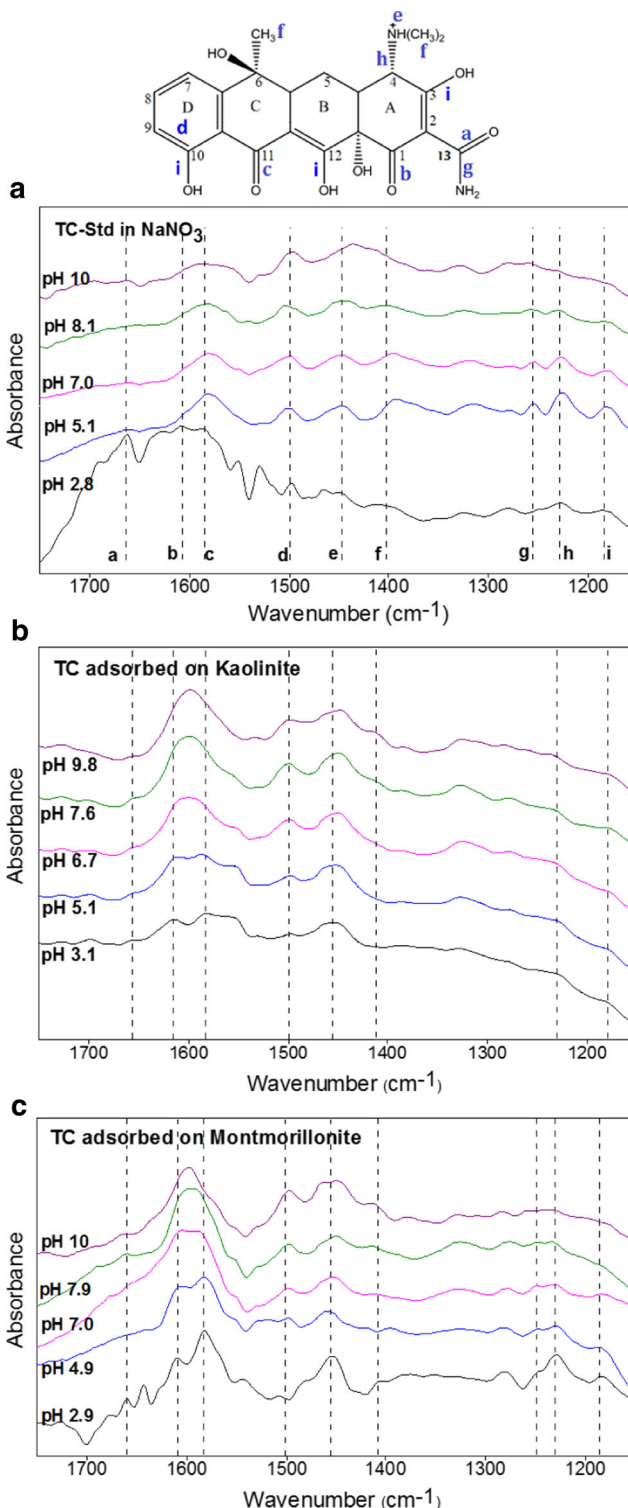 CH₃ f
e
NH(CH₃)₂
HO
h
f
6
5
4
OH
7
3
i
8
D
C
B
A
2
a
O
9
d
13
10
11
12
1
i
c
i
OH
b
g
OH
O
OH
O
NH₂
a
TC-Std in NaNO₃
pH 10
pH 8.1
pH 7.0
pH 5.1
pH 2.8
a b c d e f g h i
Absorbance
1700 1600 1500 1400 1300 1200
Wavenumber (cm⁻¹)
b
TC adsorbed on Kaolinite
pH 9.8
pH 7.6
pH 6.7
pH 5.1
pH 3.1
Absorbance
1700 1600 1500 1400 1300 1200
Wavenumber (cm⁻¹)
c
TC adsorbed on Montmorillonite
pH 10
pH 7.9
pH 7.0
pH 4.9
pH 2.9
Absorbance
1700 1600 1500 1400 1300 1200
Wavenumber (cm⁻¹)